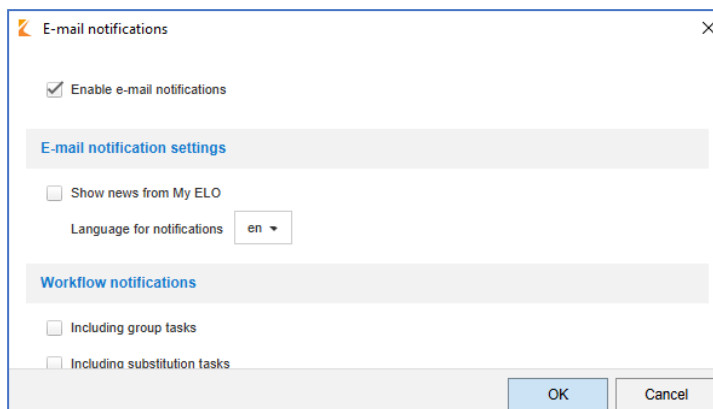 E-mail notifications
Enable e-mail notifications
E-mail notification settings
Show news from My ELO
Language for notifications en
Workflow notifications
Including group tasks
Including substitution tasks
OK Cancel